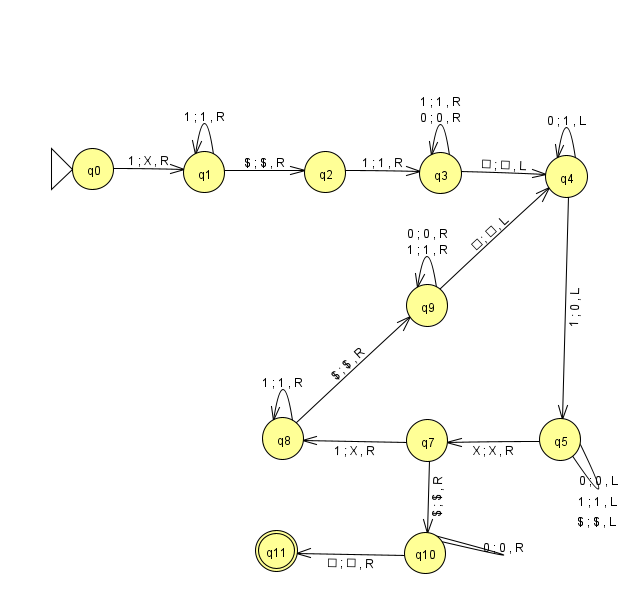 1 ; 1 , R
0 ; 0 , R
1 ; 1 , R
0 ; 1 , L
q0
1 ; X , R
q1
$ ; $ , R
q2
1 ; 1 , R
q3
□ ; □ , L
q4
0 ; 0 , R
1 ; 1 , R
□ ; □ , L
q9
1 ; 0 , L
$ ; $ , R
1 ; 1 , R
q8
1 ; X , R
q7
X ; X , R
q5
0 ; 0 , L
1 ; 1 , L
$ ; $ , L
$ ; $ , R
q11
□ ; □ , R
q10
0 ; 0 , R